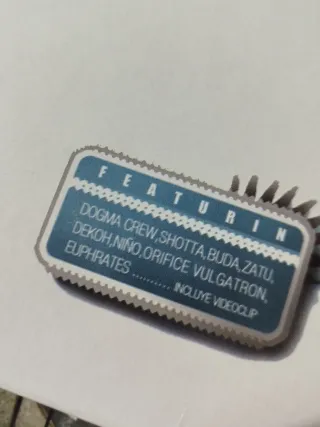 FEATURIN
DOGMA CREW,SHOTTA,BUDA,ZATU,
DEKOH,NIÑO,ORIFICE VULGATRON,
EUPHRATES .......... INCLUYE VIDEOCLIP